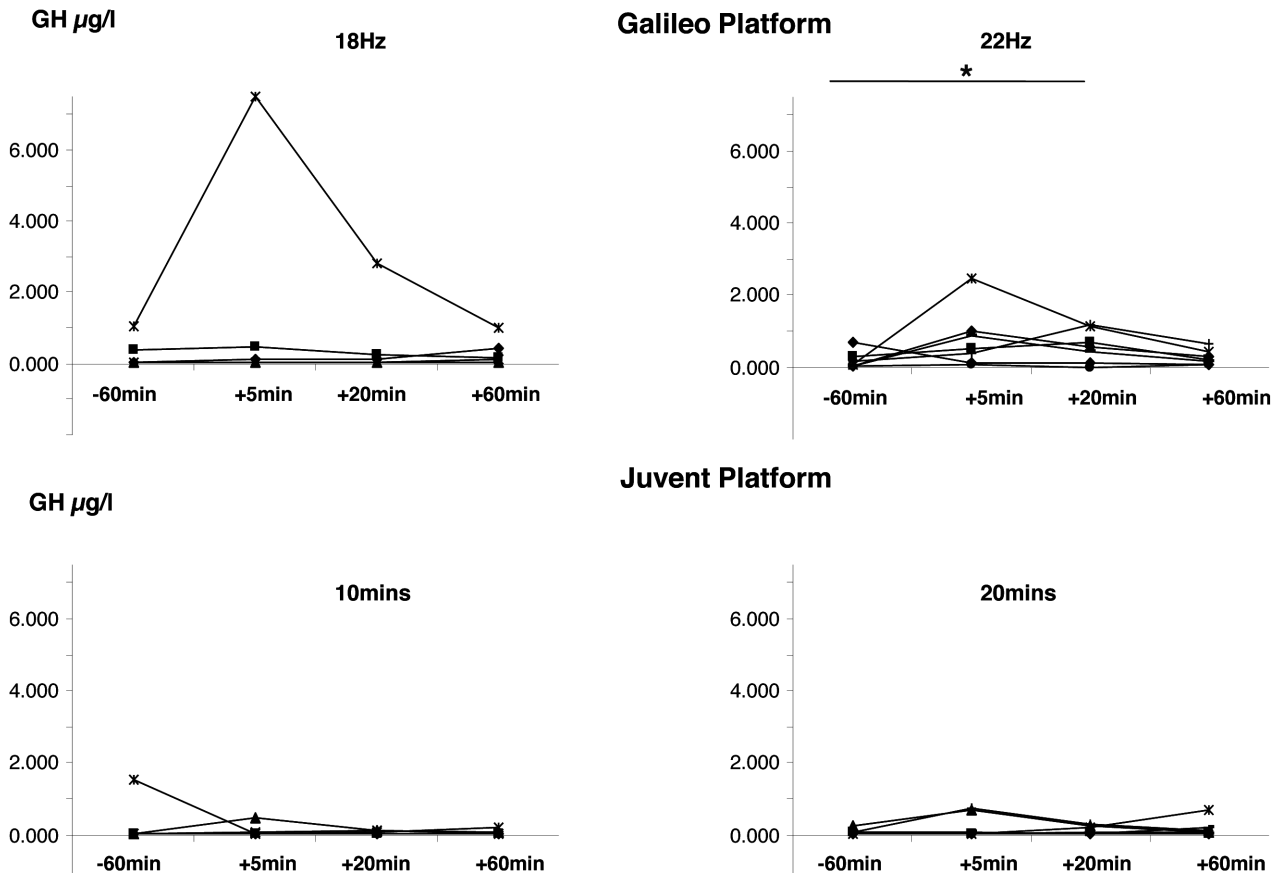 GH µg/l
Galileo Platform
18Hz
22Hz
*
6.000
4.000
2.000
0.000
-60min +5min +20min +60min
6.000
4.000
2.000
0.000
-60min +5min +20min +60min
Juvent Platform
GH µg/l
10mins
6.000
4.000
2.000
0.000
-60min +5min +20min +60min
20mins
6.000
4.000
2.000
0.000
-60min +5min +20min +60min